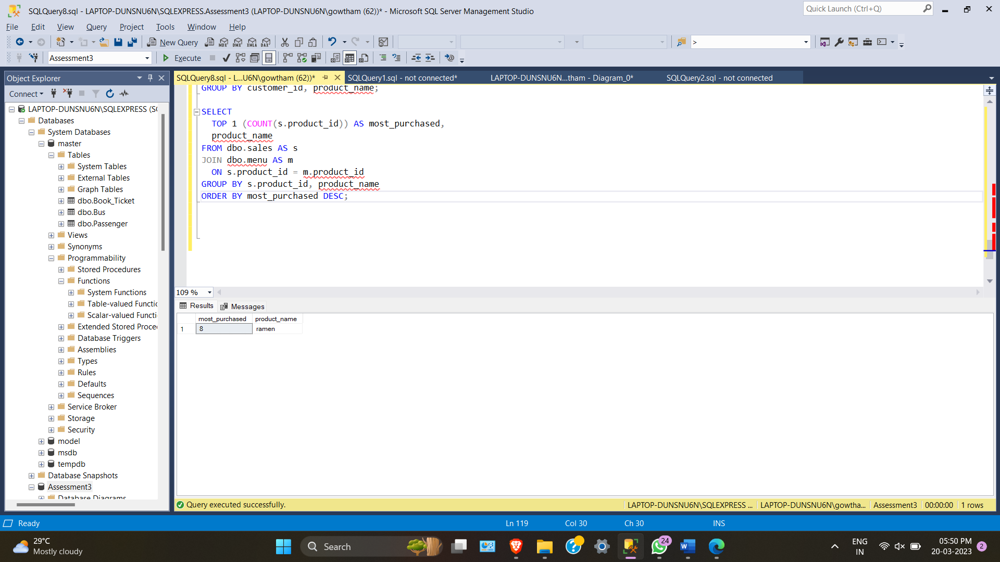 SQLQuery8.sql - LAPTOP-DUNSNU6N\SQLEXPRESS.Assessment3 (LAPTOP-DUNSNU6N\gowtham (62))* - Microsoft SQL Server Management Studio
Quick Launch (Ctrl+Q)
File Edit View Query Project Tools Window Help
New Query MDX DMX XMLA DAX >
Assessment3 Execute
Object Explorer
SQLQuery8.sql - L...U6N\gowtham (62))* SQLQuery1.sql - not connected* LAPTOP-DUNSNU6N...tham - Diagram_0* SQLQuery2.sql - not connected
Connect
LAPTOP-DUNSNU6N\SQLEXPRESS (SQ
Databases
System Databases
master
Tables
System Tables
External Tables
Graph Tables
dbo.Book_Ticket
dbo.Bus
dbo.Passenger
Views
Synonyms
Programmability
Stored Procedures
Functions
System Functions
Table-valued Functio
Scalar-valued Functi
Extended Stored Proce
Database Triggers
Assemblies
Types
Rules
Defaults
Sequences
Service Broker
Storage
Security
model
msdb
tempdb
Database Snapshots
Assessment3
Database Diagrams
GROUP BY customer_id, product_name;
SELECT
TOP 1 (COUNT(s.product_id)) AS most_purchased,
product_name
FROM dbo.sales AS s
JOIN dbo.menu AS m
ON s.product_id = m.product_id
GROUP BY s.product_id, product_name
ORDER BY most_purchased DESC;
109 %
Results Messages
most_purchased product_name
1 8 ramen
Query executed successfully. LAPTOP-DUNSNU6N\SQLEXPRESS ... LAPTOP-DUNSNU6N\gowtha... Assessment3 00:00:00 1 rows
Ready Ln 119 Col 30 Ch 30 INS
29°C
Mostly cloudy
Search
24
ENG
IN
05:50 PM
20-03-2023
2